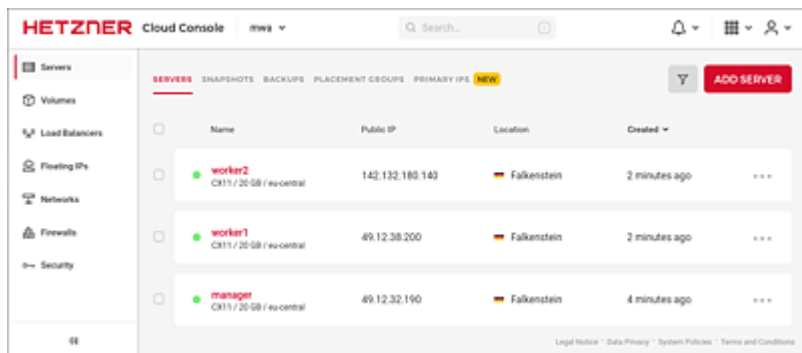 HETZNER Cloud Console mwa
Search...
Servers
Volumes
Load Balancers
Floating IPs
Networks
Firewalls
Security
SERVERS SNAPSHOTS BACKUPS PLACEMENT GROUPS PRIMARY IPS NEW
ADD SERVER
Name Public IP Location Created
worker2 142.132.180.140 Falkenstein 2 minutes ago
CX11 / 20 GB / eu-central
worker1 49.12.38.200 Falkenstein 2 minutes ago
CX11 / 20 GB / eu-central
manager 49.12.32.190 Falkenstein 4 minutes ago
CX11 / 20 GB / eu-central
Legal Notice · Data Privacy · System Policies · Terms and Conditions